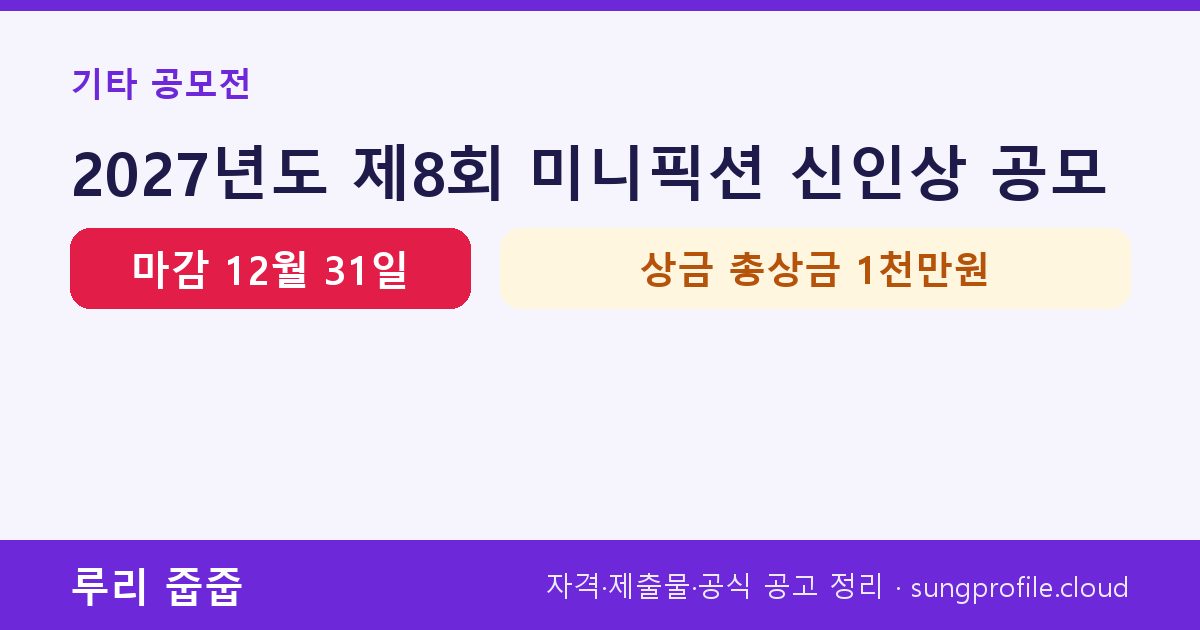 기타 공모전
2027년도 제8회 미니픽션 신인상 공모
마감 12월 31일
상금 총상금 1천만원
루리 줍줍
자격·제출물·공식 공고 정리 · sungprofile.cloud